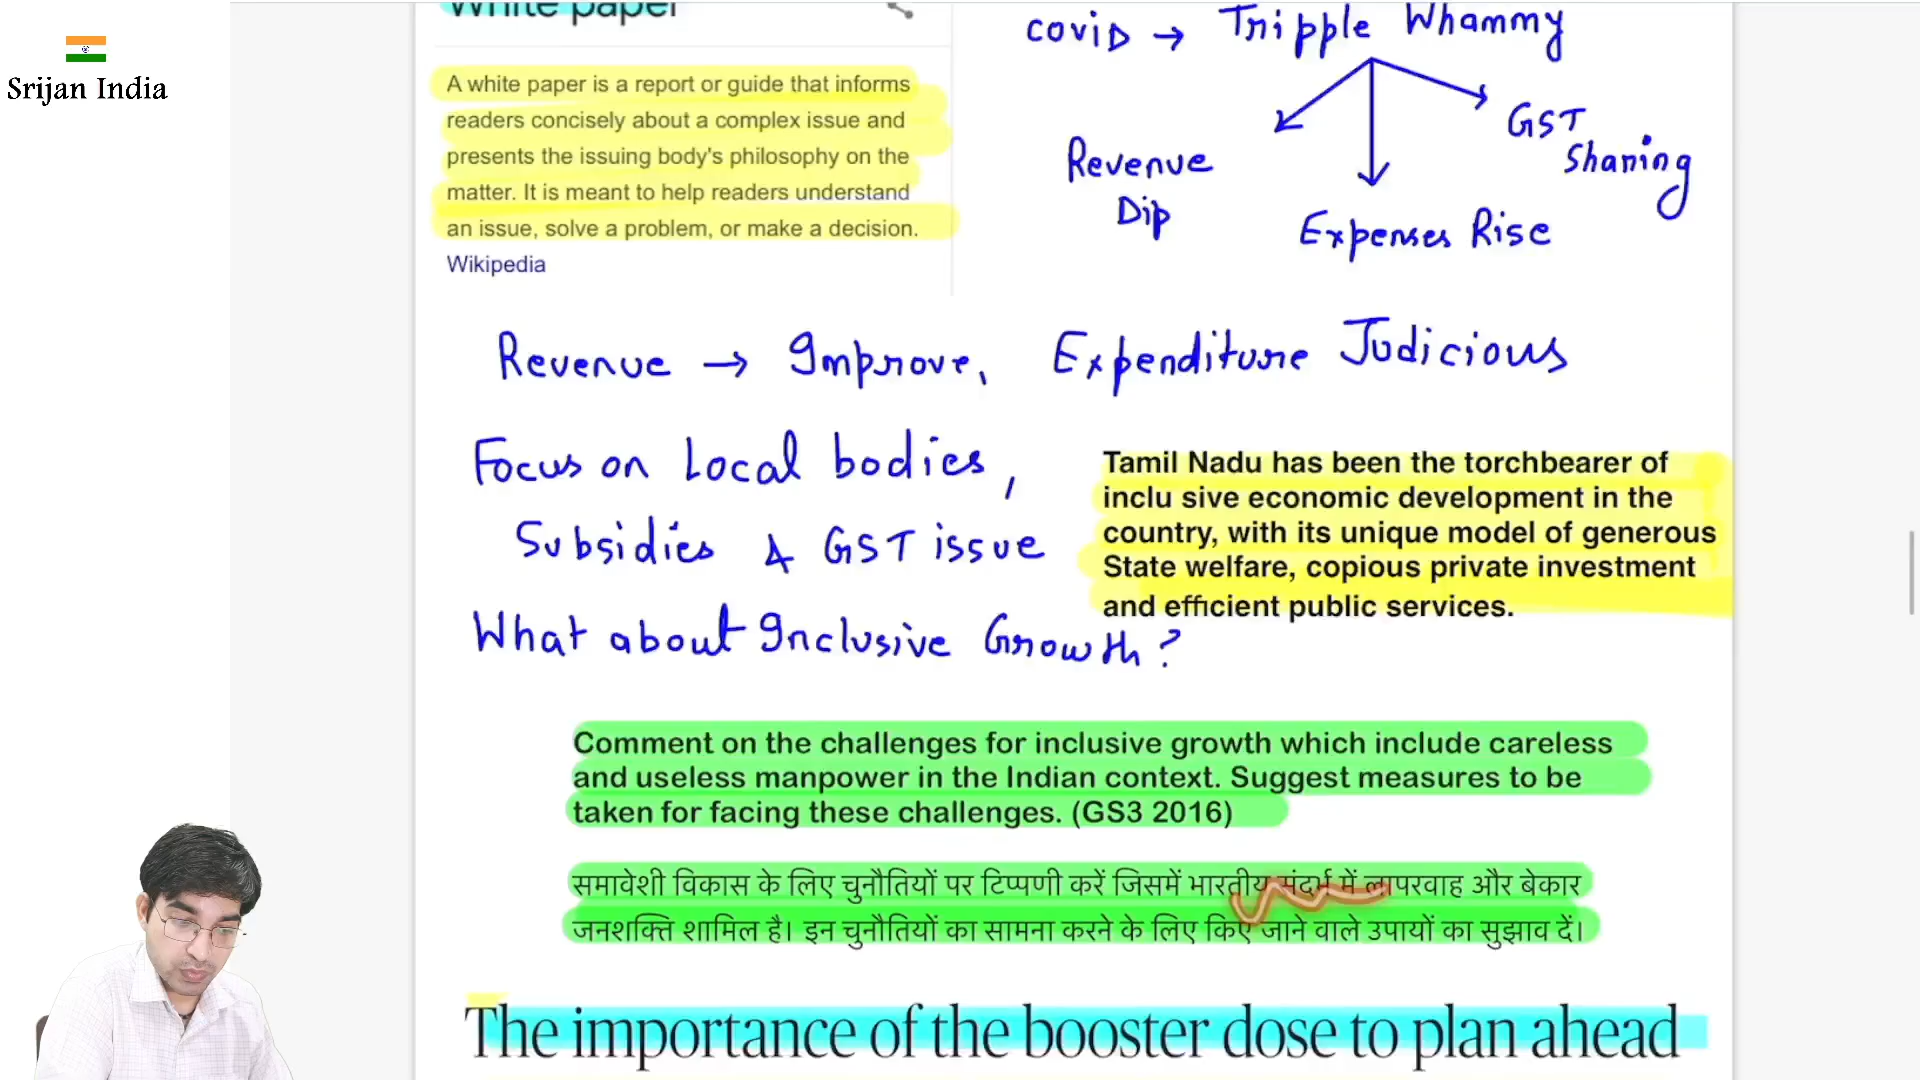 White paper
Srijan India
A white paper is a report or guide that informs
readers concisely about a complex issue and
presents the issuing body's philosophy on the
matter. It is meant to help readers understand
an issue, solve a problem, or make a decision.
Wikipedia
COVID → Tripple Whammy
Revenue
Dip
Expenses Rise
GST
Sharing
Revenue → Improve, Expenditure Judicious
Focus on Local bodies,
Subsidies & GST issue
What about Inclusive Growth?
Tamil Nadu has been the torchbearer of
inclu sive economic development in the
country, with its unique model of generous
State welfare, copious private investment
and efficient public services.
Comment on the challenges for inclusive growth which include careless
and useless manpower in the Indian context. Suggest measures to be
taken for facing these challenges. (GS3 2016)
समावेशी विकास के लिए चुनौतियों पर टिप्पणी करें जिसमें भारतीय संदर्भ में लापरवाह और बेकार
जनशक्ति शामिल है। इन चुनौतियों का सामना करने के लिए किए जाने वाले उपायों का सुझाव दें।
The importance of the booster dose to plan ahead